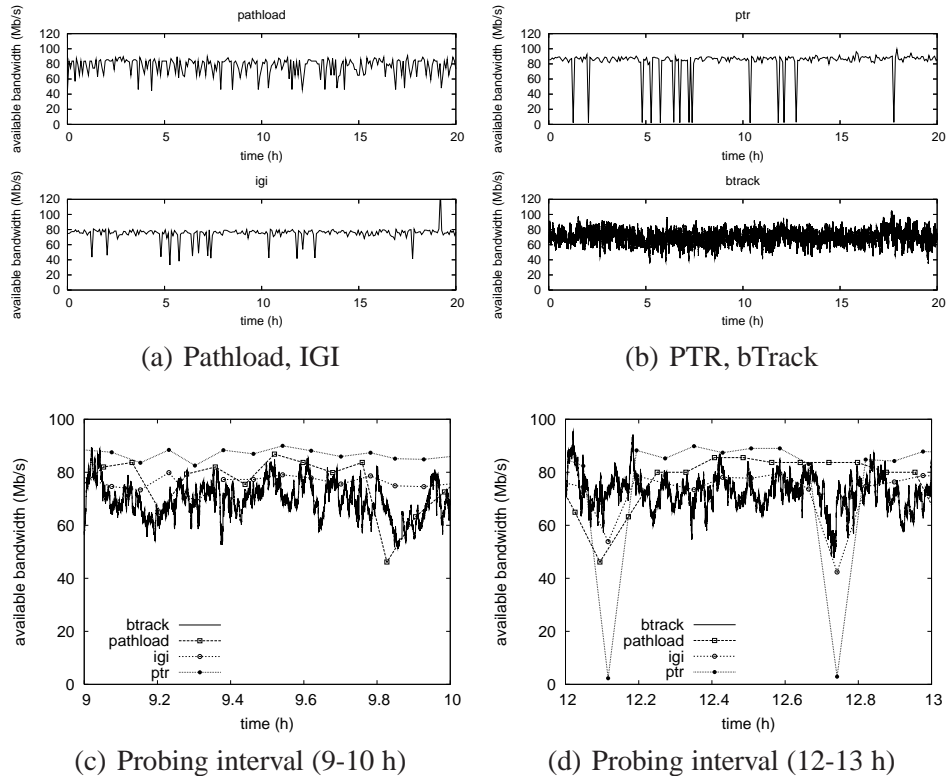 pathload
available bandwidth (Mb/s)
120
100
80
60
40
20
0
0 5 10 15 20
time (h)
igi
available bandwidth (Mb/s)
120
100
80
60
40
20
0
0 5 10 15 20
time (h)
(a) Pathload, IGI
ptr
available bandwidth (Mb/s)
120
100
80
60
40
20
0
0 5 10 15 20
time (h)
btrack
available bandwidth (Mb/s)
120
100
80
60
40
20
0
0 5 10 15 20
time (h)
(b) PTR, bTrack
available bandwidth (Mb/s)
100
80
60
40
20
0
btrack
pathload
igi
ptr
9 9.2 9.4 9.6 9.8 10
time (h)
(c) Probing interval (9-10 h)
available bandwidth (Mb/s)
100
80
60
40
20
0
btrack
pathload
igi
ptr
12 12.2 12.4 12.6 12.8 13
time (h)
(d) Probing interval (12-13 h)